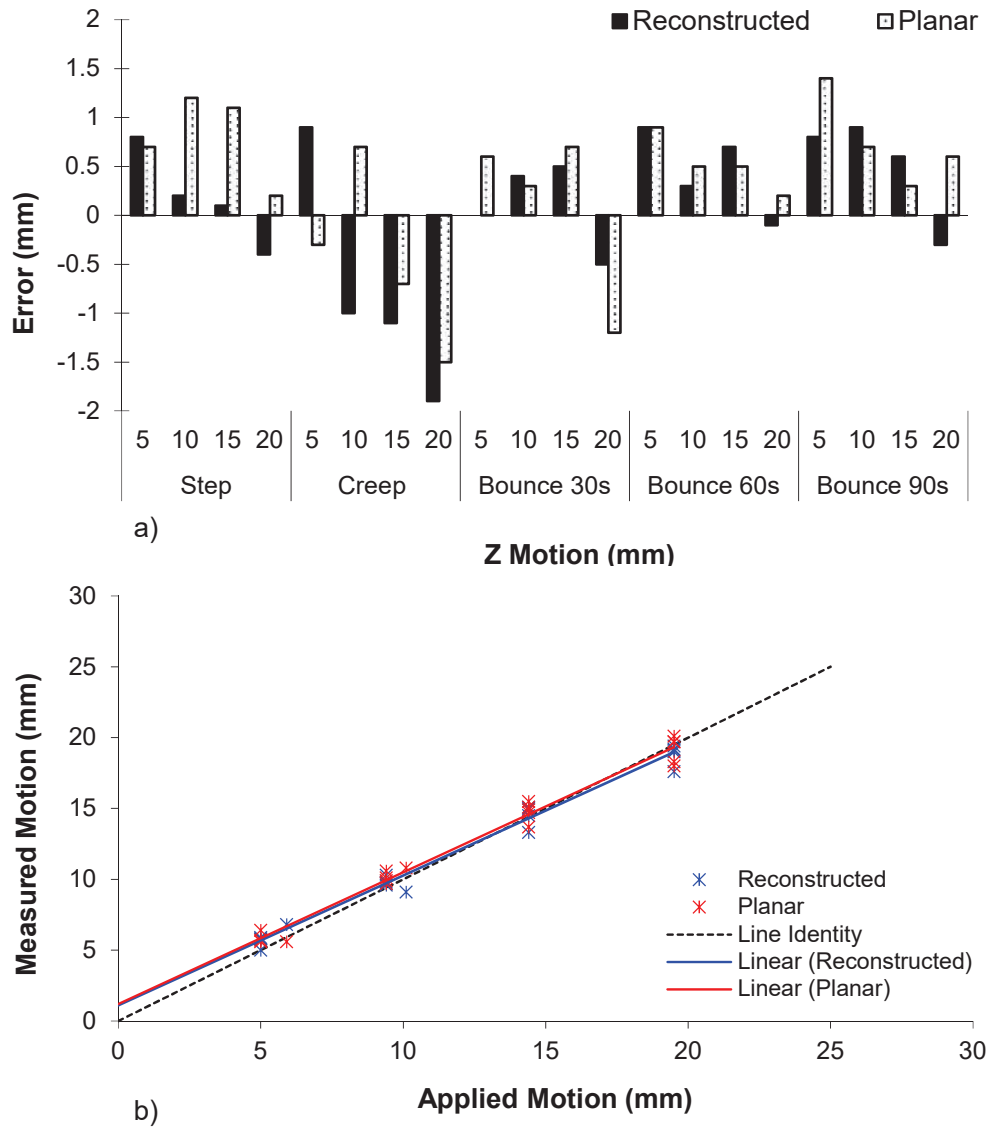 Reconstructed Planar
2
1.5
1
0.5
0
-0.5
-1
-1.5
-2
Error (mm)
5 10 15 20 5 10 15 20 5 10 15 20 5 10 15 20 5 10 15 20
Step Creep Bounce 30s Bounce 60s Bounce 90s
a)
Z Motion (mm)
30
25
20
15
10
5
0
Measured Motion (mm)
Reconstructed
Planar
Line Identity
Linear (Reconstructed)
Linear (Planar)
0 5 10 15 20 25 30
Applied Motion (mm)
b)